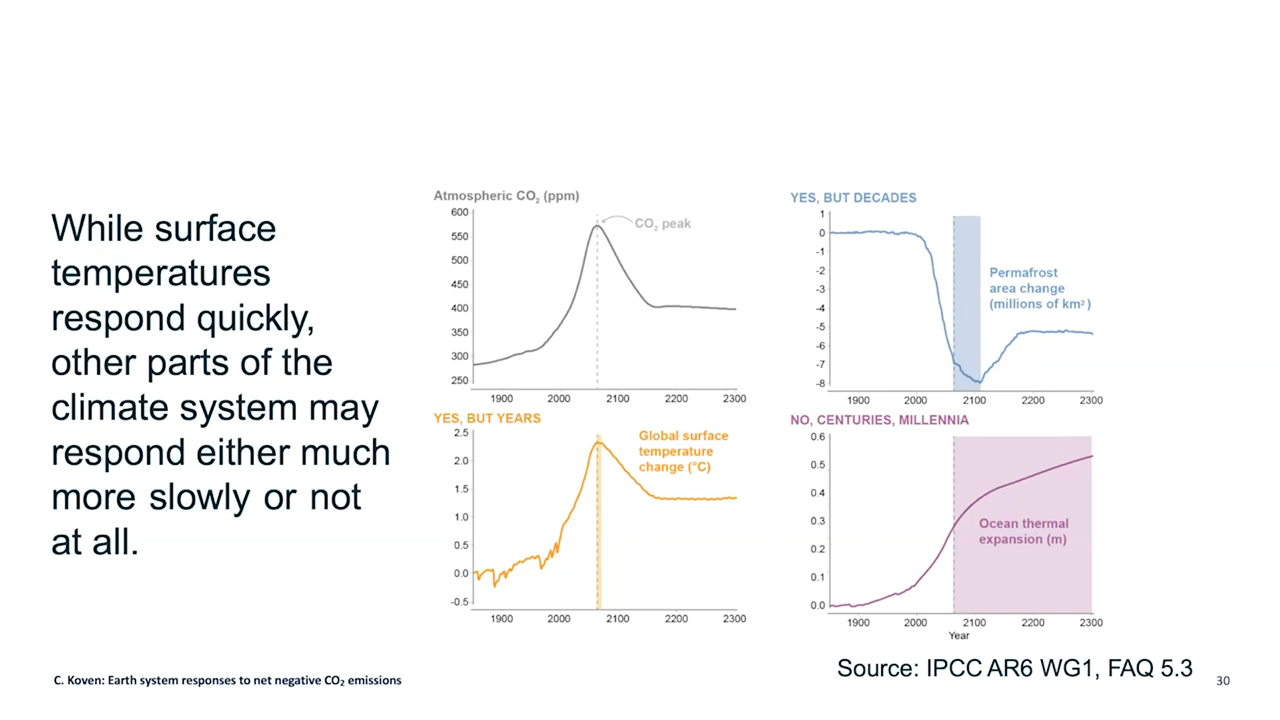 While surface
temperatures
respond quickly,
other parts of the
climate system may
respond either much
more slowly or not
at all.
Atmospheric CO₂ (ppm)
600
550
500
450
400
350
300
250
CO₂ peak
1900
2000
2100
2200
2300
YES, BUT DECADES
1
0
-1
-2
-3
-4
-5
-6
-7
-8
Permafrost
area change
(millions of km²)
1900
2000
2100
2200
2300
YES, BUT YEARS
2.5
2.0
1.5
1.0
0.5
0.0
-0.5
Global surface
temperature
change (°C)
1900
2000
2100
2200
2300
NO, CENTURIES, MILLENNIA
0.6
0.5
0.4
0.3
0.2
0.1
0.0
Ocean thermal
expansion (m)
1900
2000
2100
2200
2300
Year
Source: IPCC AR6 WG1, FAQ 5.3
C. Koven: Earth system responses to net negative CO₂ emissions
30